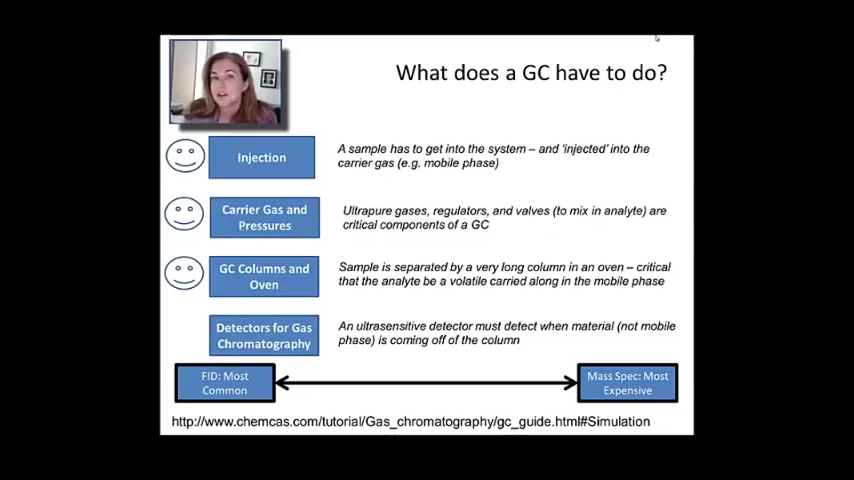 What does a GC have to do?
Injection
A sample has to get into the system – and 'injected' into the
carrier gas (e.g. mobile phase)
Carrier Gas and
Pressures
Ultrapure gases, regulators, and valves (to mix in analyte) are
critical components of a GC
GC Columns and
Oven
Sample is separated by a very long column in an oven – critical
that the analyte be a volatile carried along in the mobile phase
Detectors for Gas
Chromatography
An ultrasensitive detector must detect when material (not mobile
phase) is coming off of the column
FID: Most
Common
Mass Spec: Most
Expensive
http://www.chemcas.com/tutorial/Gas_chromatography/gc_guide.html#Simulation